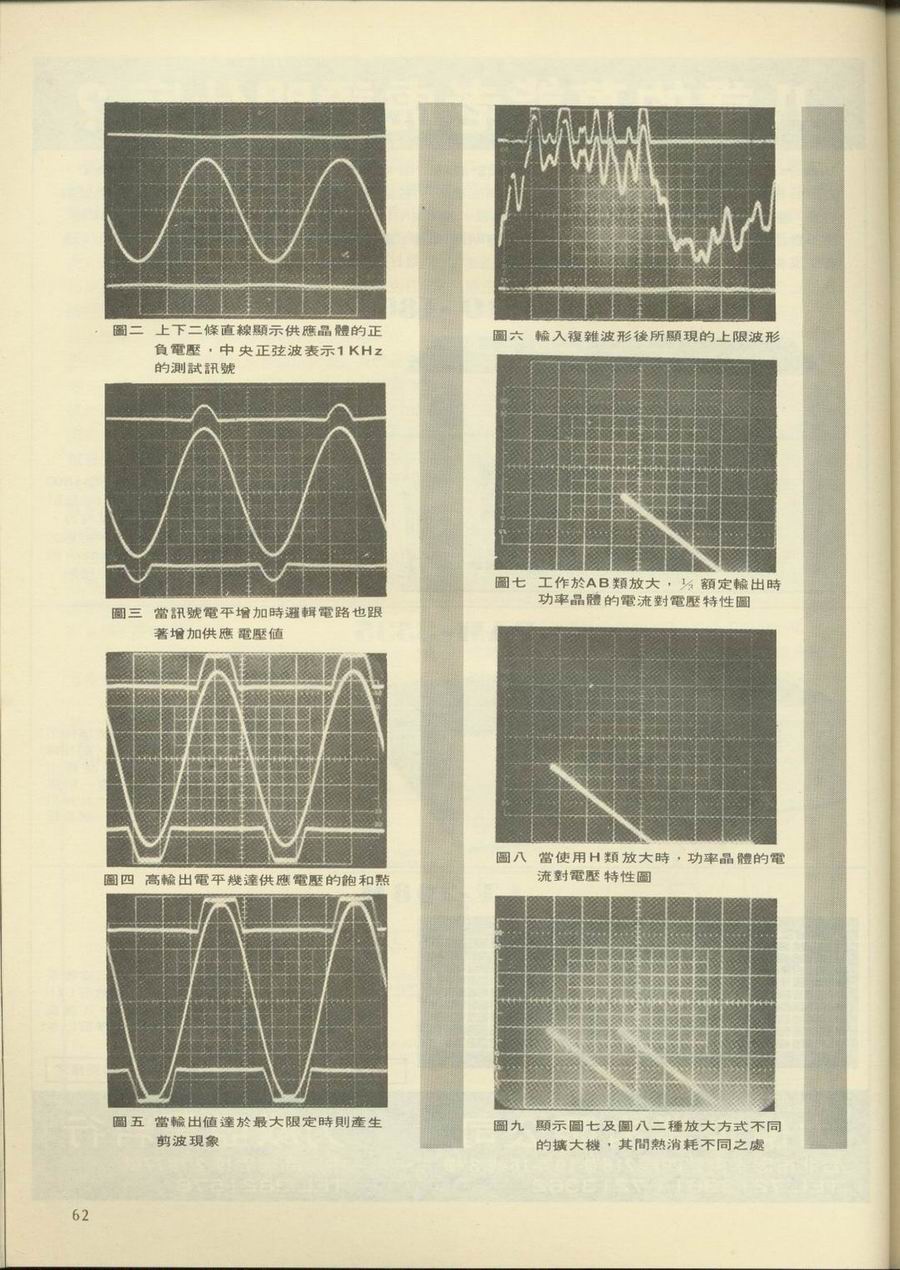 圖二 上下二條直線顯示供應晶體的正
負電壓，中央正弦波表示1KHz
的測試訊號
圖三 當訊號電平增加時邏輯電路也跟
著增加供應電壓値
圖四 高輸出電平幾達供應電壓的飽和點
圖五 當輸出値達於最大限定時則產生
剪波現象
圖六 輸入複雜波形後所顯現的上限波形
圖七 工作於AB類放大，⅓額定輸出時
功率晶體的電流對電壓特性圖
圖八 當使用H類放大時，功率晶體的電
流對電壓特性圖
圖九 顯示圖七及圖八二種放大方式不同
的擴大機，其間熱消耗不同之處
62